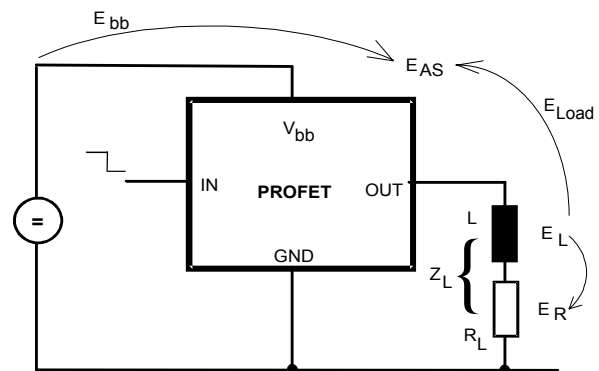 E bb
E AS
E Load
V bb
IN
PROFET
OUT
L
E L
GND
Z L
{
E R
R L
=